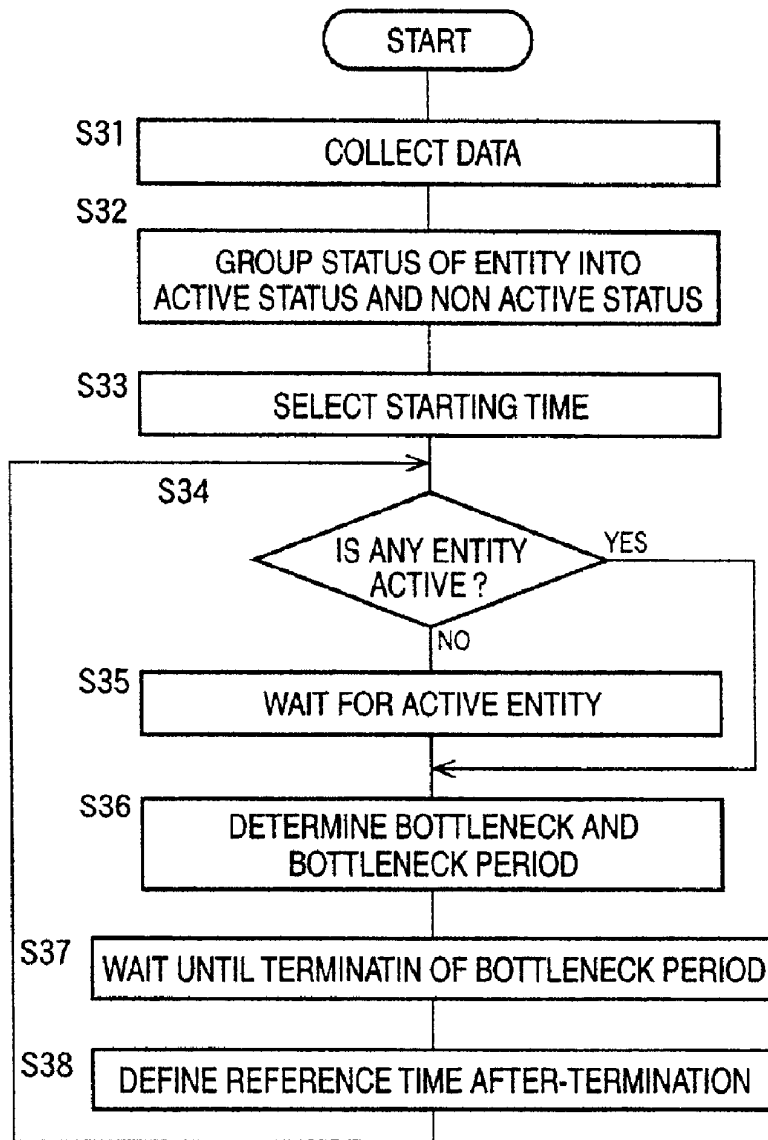 START
S31
COLLECT DATA
S32
GROUP STATUS OF ENTITY INTO
ACTIVE STATUS AND NON ACTIVE STATUS
S33
SELECT STARTING TIME
S34
IS ANY ENTITY
ACTIVE ?
YES
NO
S35
WAIT FOR ACTIVE ENTITY
S36
DETERMINE BOTTLENECK AND
BOTTLENECK PERIOD
S37
WAIT UNTIL TERMINATIN OF BOTTLENECK PERIOD
S38
DEFINE REFERENCE TIME AFTER-TERMINATION